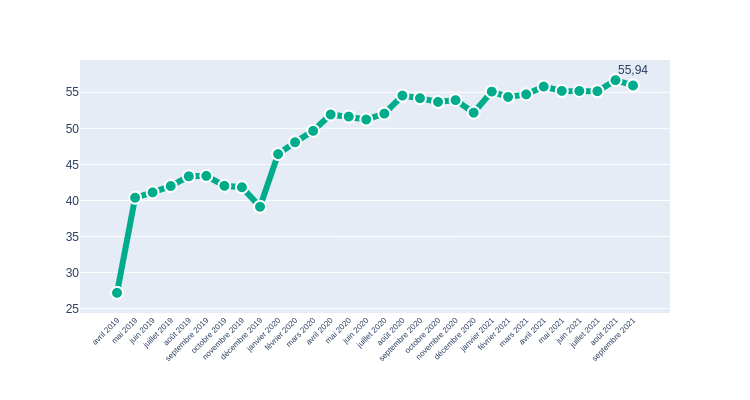 55,94
55
50
45
40
35
30
25
avril 2019
mai 2019
juin 2019
juillet 2019
août 2019
septembre 2019
octobre 2019
novembre 2019
décembre 2019
janvier 2020
février 2020
mars 2020
avril 2020
mai 2020
juin 2020
juillet 2020
août 2020
septembre 2020
octobre 2020
novembre 2020
décembre 2020
janvier 2021
février 2021
mars 2021
avril 2021
mai 2021
juin 2021
juillet 2021
août 2021
septembre 2021